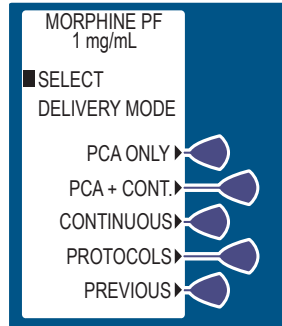 MORPHINE PF
1 mg/mL
SELECT
DELIVERY MODE
PCA ONLY
PCA + CONT.
CONTINUOUS
PROTOCOLS
PREVIOUS